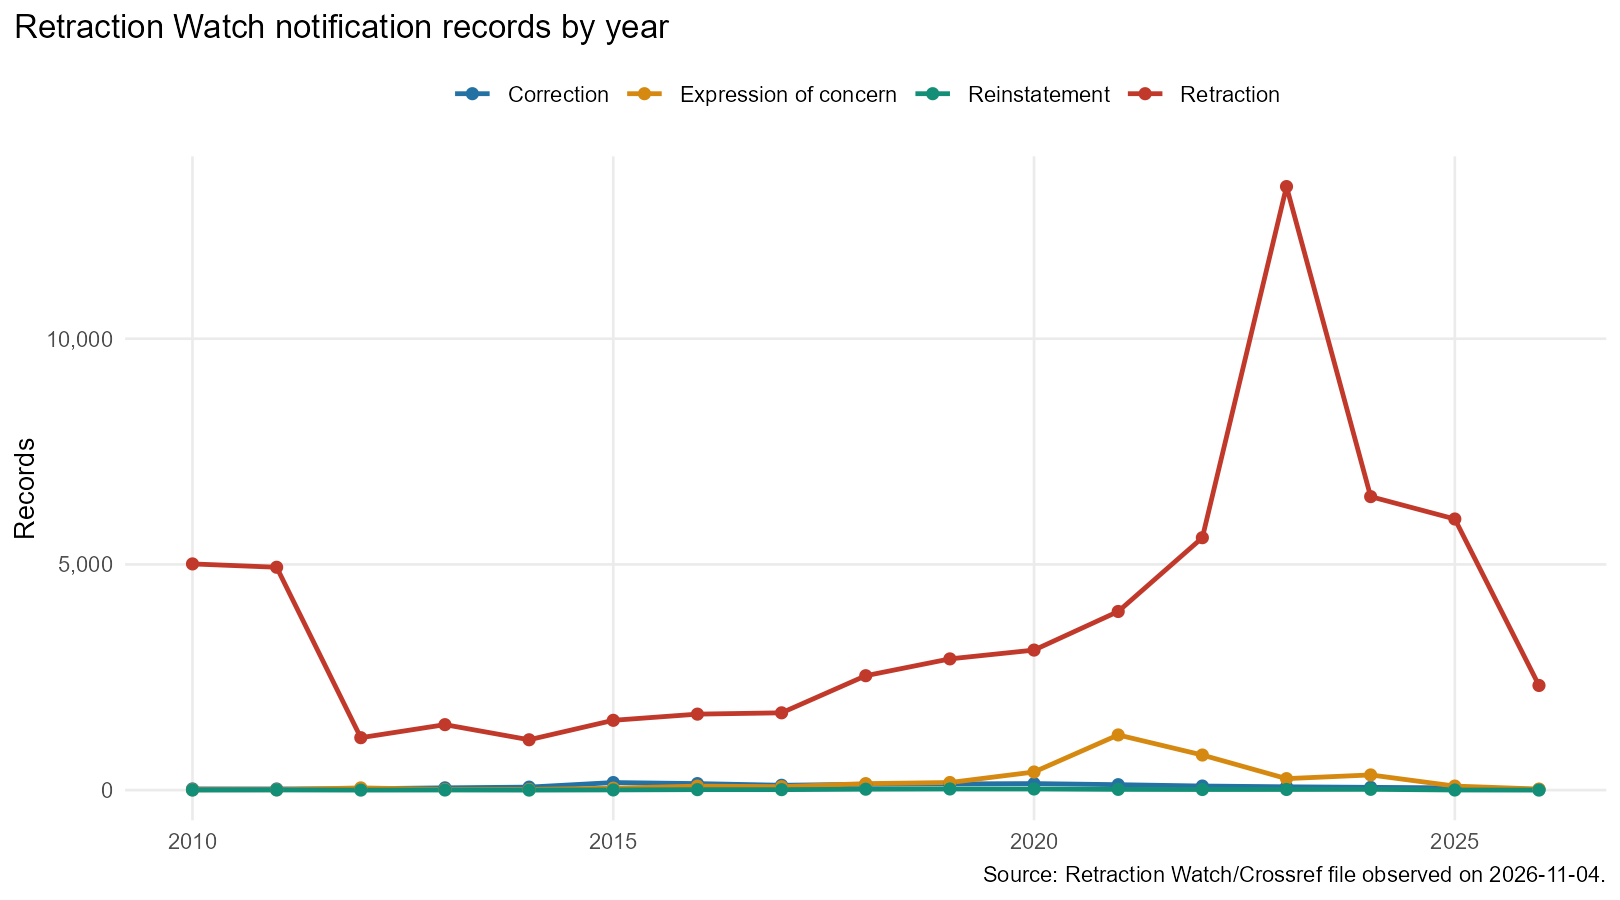 Retraction Watch notification records by year
Correction Expression of concern Reinstatement Retraction
Records
10,000
5,000
0
2010 2015 2020 2025
Source: Retraction Watch/Crossref file observed on 2026-11-04.